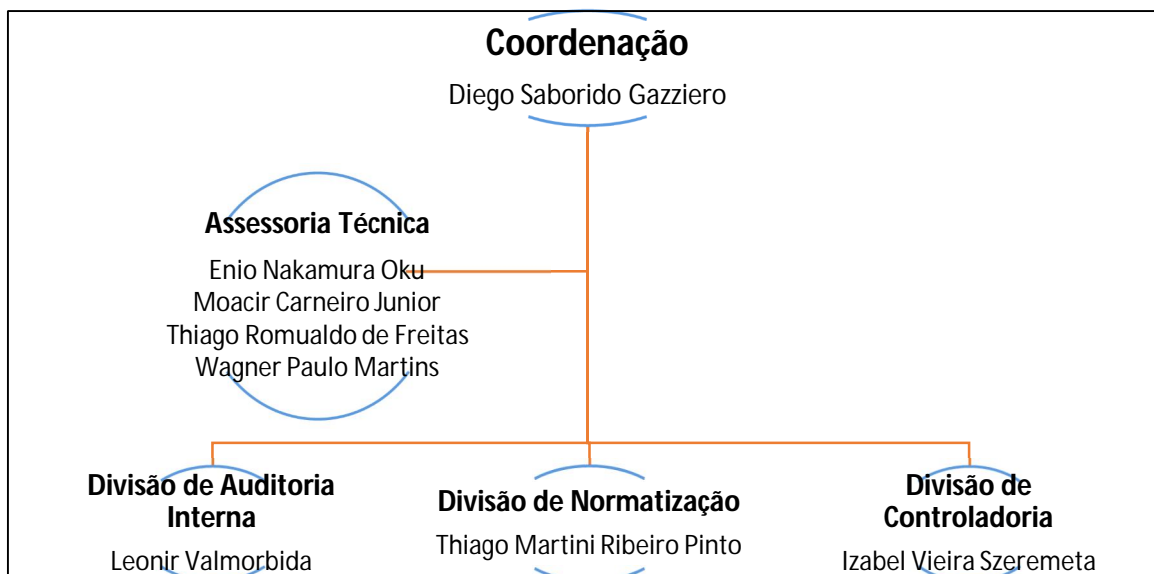 Coordenação
Diego Saborido Gazziero
Assessoria Técnica
Enio Nakamura Oku
Moacir Carneiro Junior
Thiago Romualdo de Freitas
Wagner Paulo Martins
Divisão de Auditoria
Interna
Leonir Valmorbida
Divisão de Normatização
Thiago Martini Ribeiro Pinto
Divisão de
Controladoria
Izabel Vieira Szeremeta